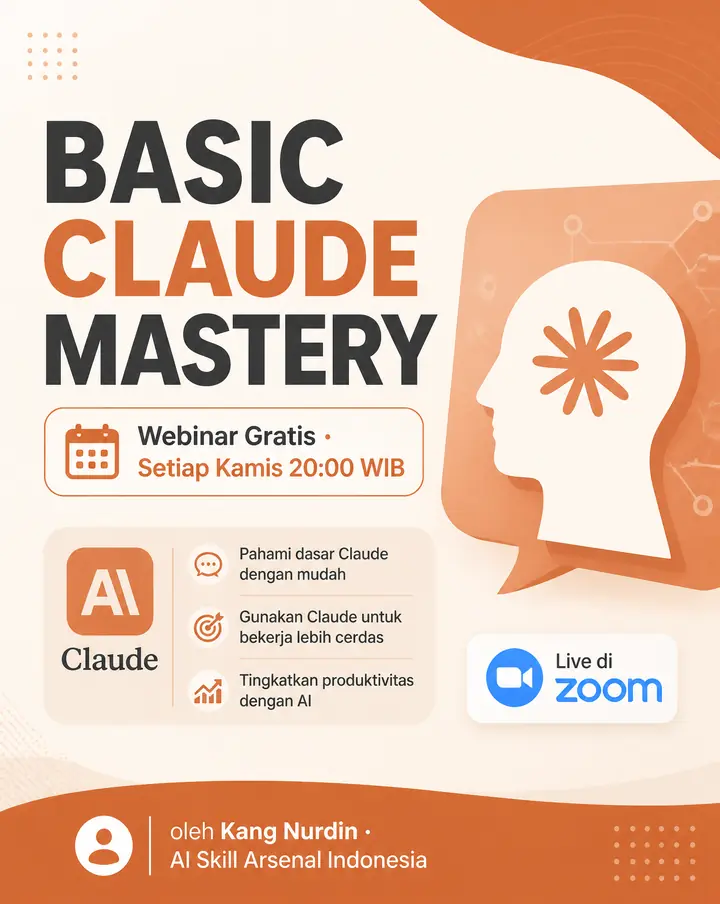 BASIC
CLAUDE
MASTERY
Webinar Gratis •
Setiap Kamis 20:00 WIB
AI
Claude
Pahami dasar Claude
dengan mudah
Gunakan Claude untuk
bekerja lebih cerdas
Tingkatkan produktivitas
dengan AI
Live di
zoom
oleh Kang Nurdin •
AI Skill Arsenal Indonesia